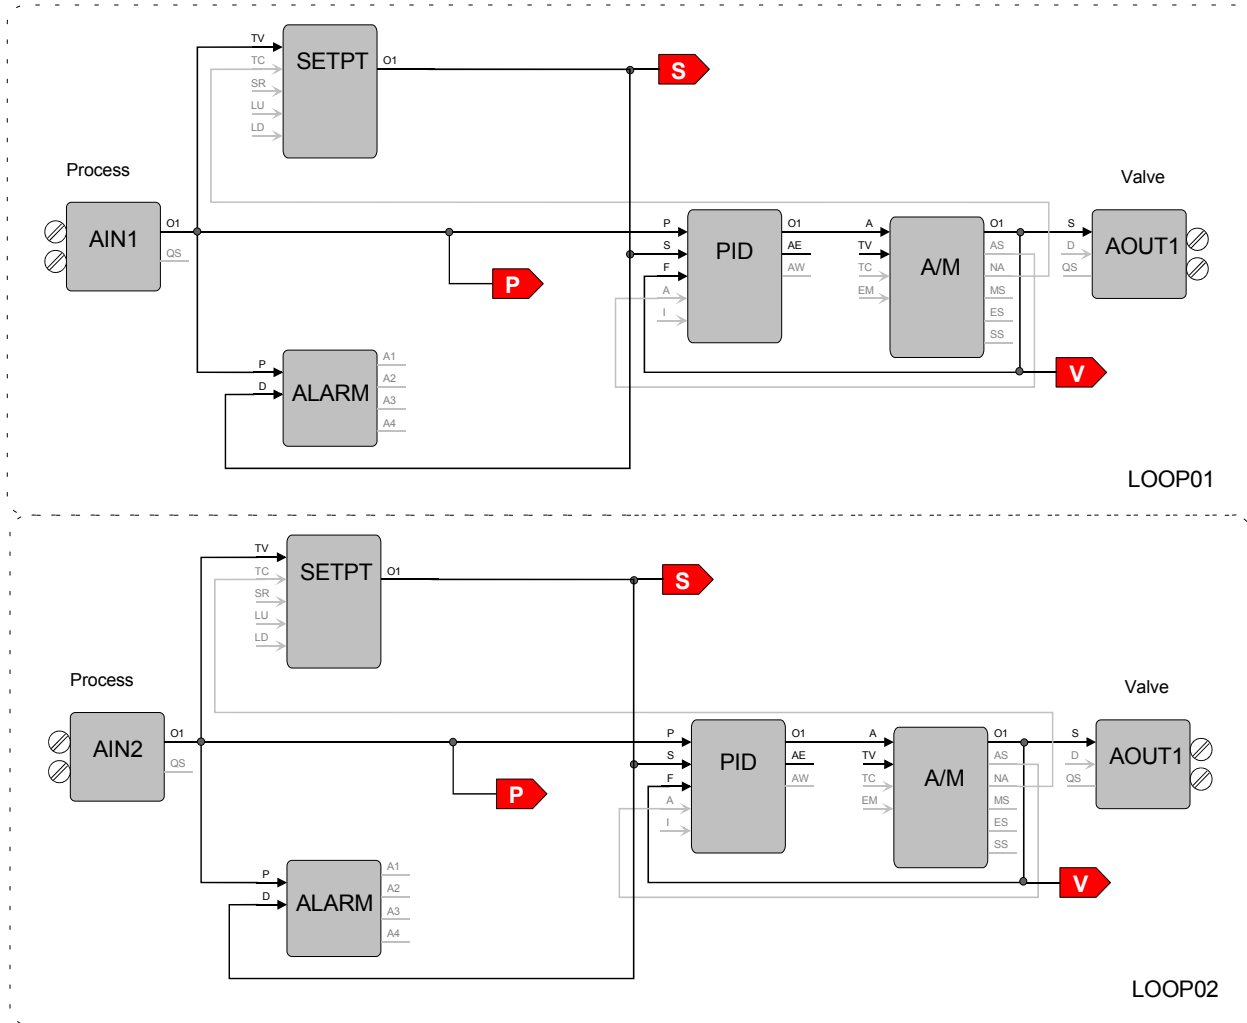 TV
TC
SR
LU
LD
SETPT
O1
S
Process
AIN1
O1
QS
P
P
D
ALARM
A1
A2
A3
A4
P
S
F
A
I
PID
O1
AE
AW
A
TV
TC
EM
A/M
O1
AS
NA
MS
ES
SS
Valve
S
D
QS
AOUT1
V
LOOP01
TV
TC
SR
LU
LD
SETPT
O1
S
Process
AIN2
O1
QS
P
P
D
ALARM
A1
A2
A3
A4
P
S
F
A
I
PID
O1
AE
AW
A
TV
TC
EM
A/M
O1
AS
NA
MS
ES
SS
Valve
S
D
QS
AOUT1
V
LOOP02